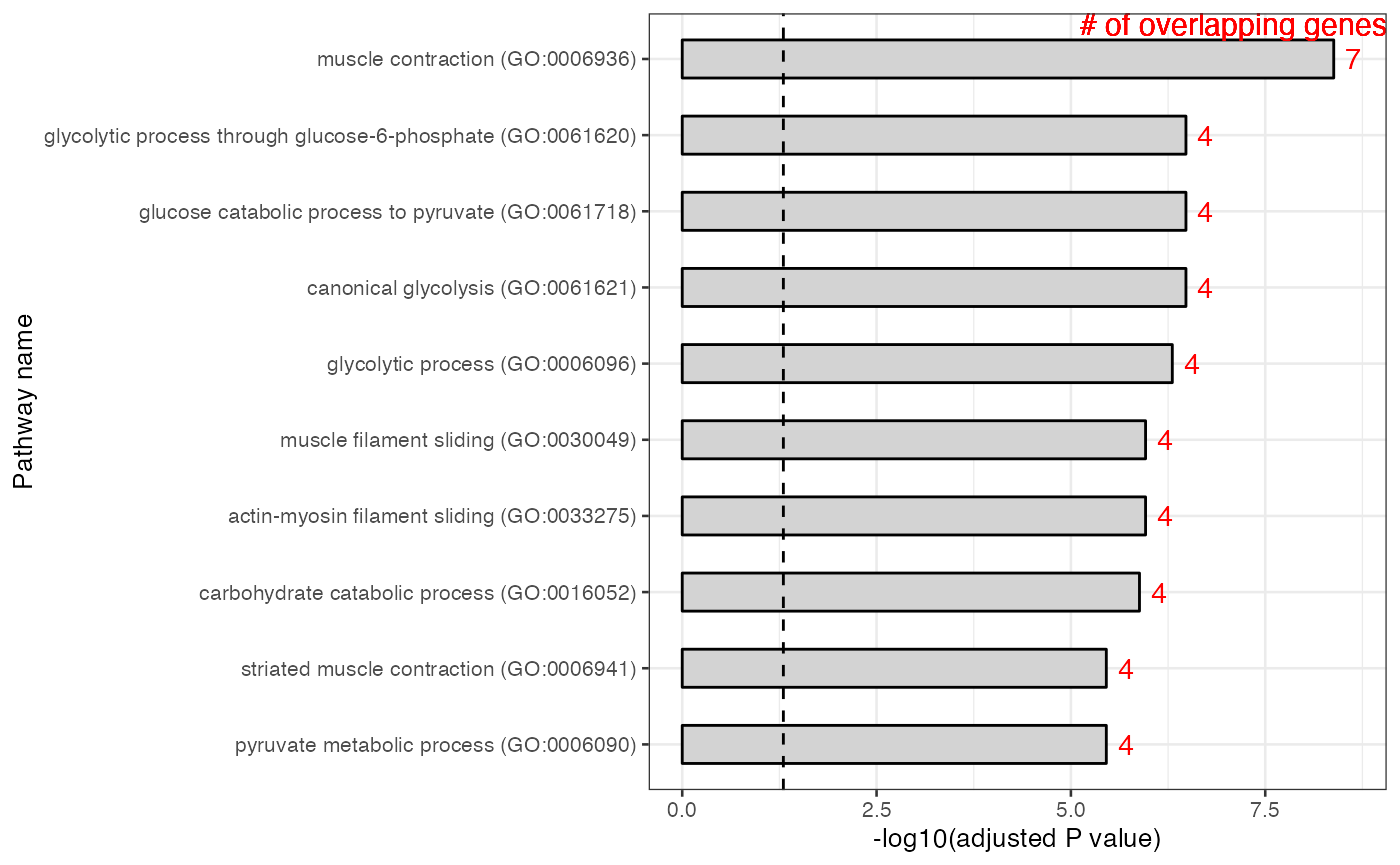 # of overlapping genes
muscle contraction (GO:0006936)
7
glycolytic process through glucose-6-phosphate (GO:0061620)
4
glucose catabolic process to pyruvate (GO:0061718)
4
canonical glycolysis (GO:0061621)
4
glycolytic process (GO:0006096)
4
muscle filament sliding (GO:0030049)
4
actin-myosin filament sliding (GO:0033275)
4
carbohydrate catabolic process (GO:0016052)
4
striated muscle contraction (GO:0006941)
4
pyruvate metabolic process (GO:0006090)
4
Pathway name
0.0 2.5 5.0 7.5
-log10(adjusted P value)